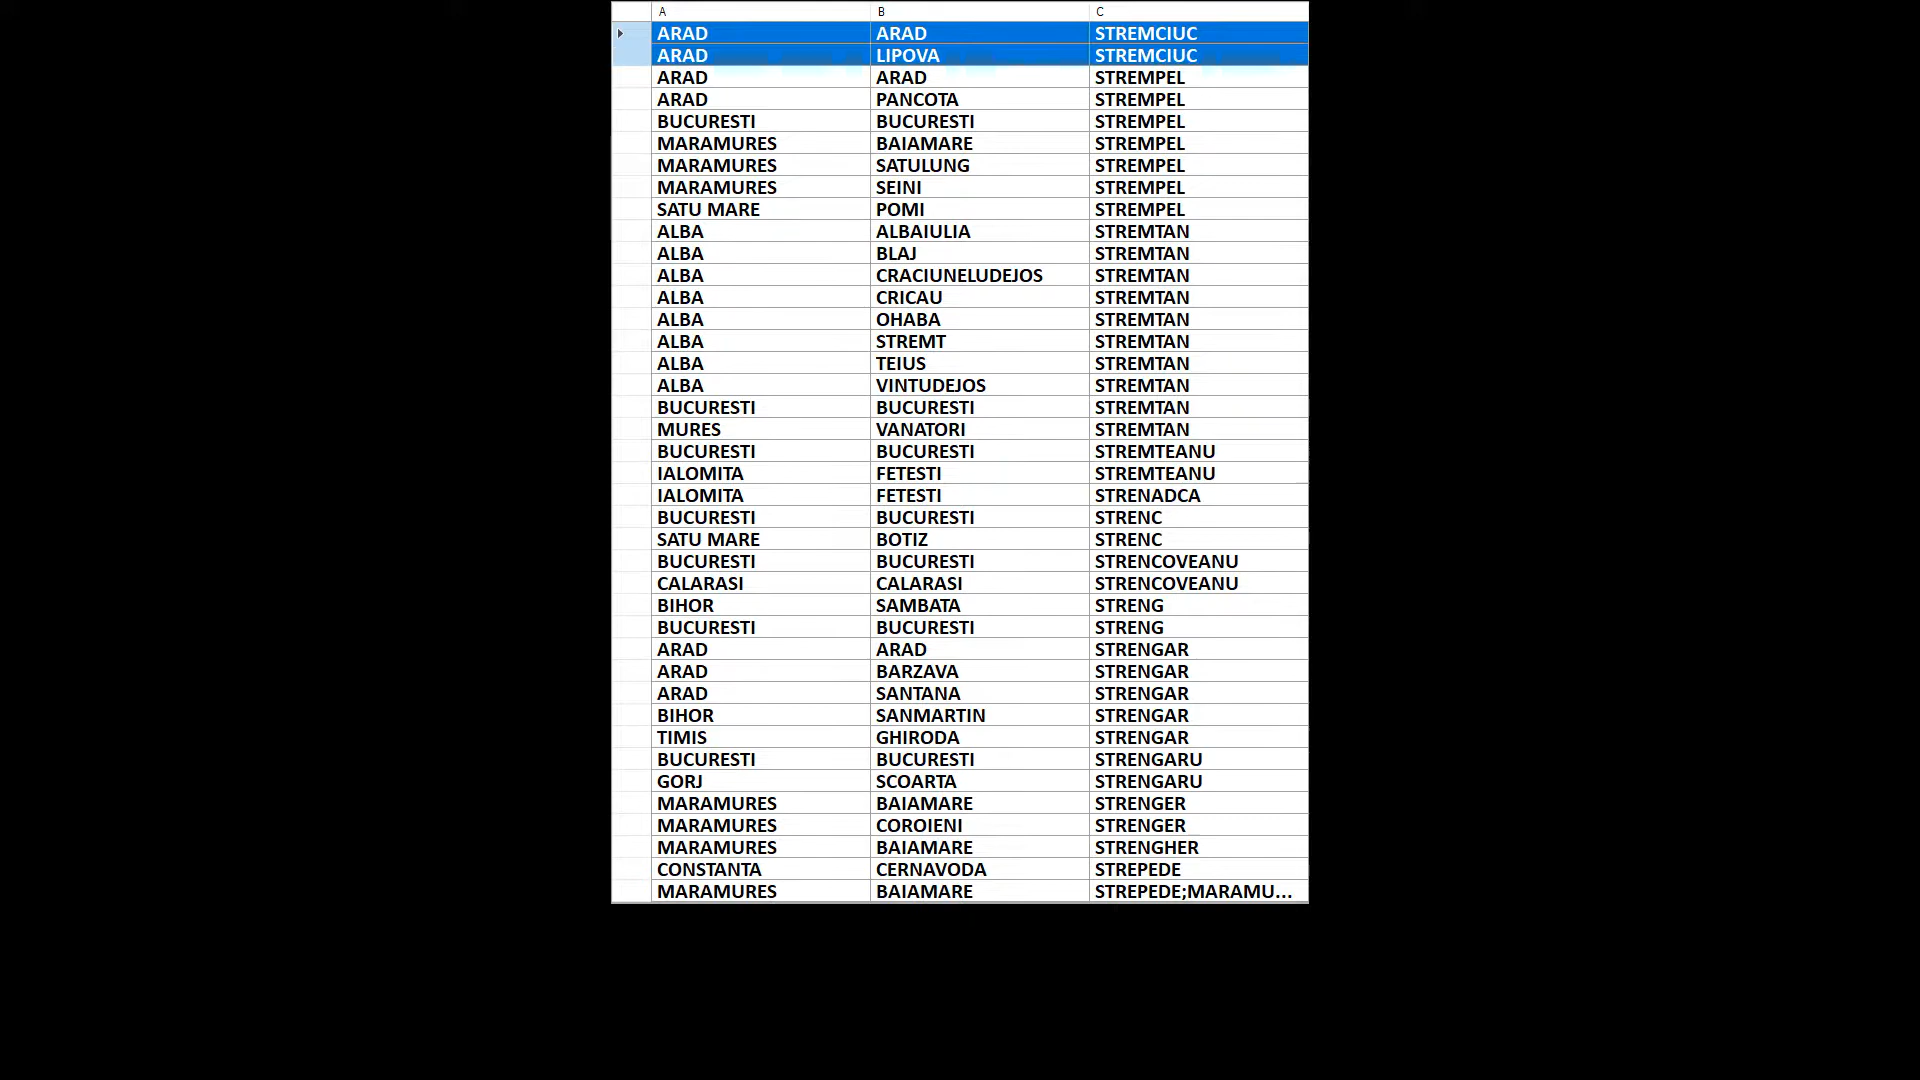 A B C
ARAD ARAD STREMCIUC
ARAD LIPOVA STREMCIUC
ARAD ARAD STREMPEL
ARAD PANCOTA STREMPEL
BUCURESTI BUCURESTI STREMPEL
MARAMURES BAIAMARE STREMPEL
MARAMURES SATULUNG STREMPEL
MARAMURES SEINI STREMPEL
SATU MARE POMI STREMPEL
ALBA ALBAIULIA STREMTAN
ALBA BLAJ STREMTAN
ALBA CRACIUNELUDEJOS STREMTAN
ALBA CRICAU STREMTAN
ALBA OHABA STREMTAN
ALBA STREMT STREMTAN
ALBA TEIUS STREMTAN
ALBA VINTUDEJOS STREMTAN
BUCURESTI BUCURESTI STREMTAN
MURES VANATORI STREMTAN
BUCURESTI BUCURESTI STREMTEANU
IALOMITA FETESTI STREMTEANU
IALOMITA FETESTI STRENADCA
BUCURESTI BUCURESTI STRENC
SATU MARE BOTIZ STRENC
BUCURESTI BUCURESTI STRENCOVEANU
CALARASI CALARASI STRENCOVEANU
BIHOR SAMBATA STRENG
BUCURESTI BUCURESTI STRENG
ARAD ARAD STRENGAR
ARAD BARZAVA STRENGAR
ARAD SANTANA STRENGAR
BIHOR SANMARTIN STRENGAR
TIMIS GHIRODA STRENGAR
BUCURESTI BUCURESTI STRENGARU
GORJ SCOARTA STRENGARU
MARAMURES BAIAMARE STRENGER
MARAMURES COROIENI STRENGER
MARAMURES BAIAMARE STRENGHER
CONSTANTA CERNAVODA STREPEDE
MARAMURES BAIAMARE STREPEDE;MARAMU...